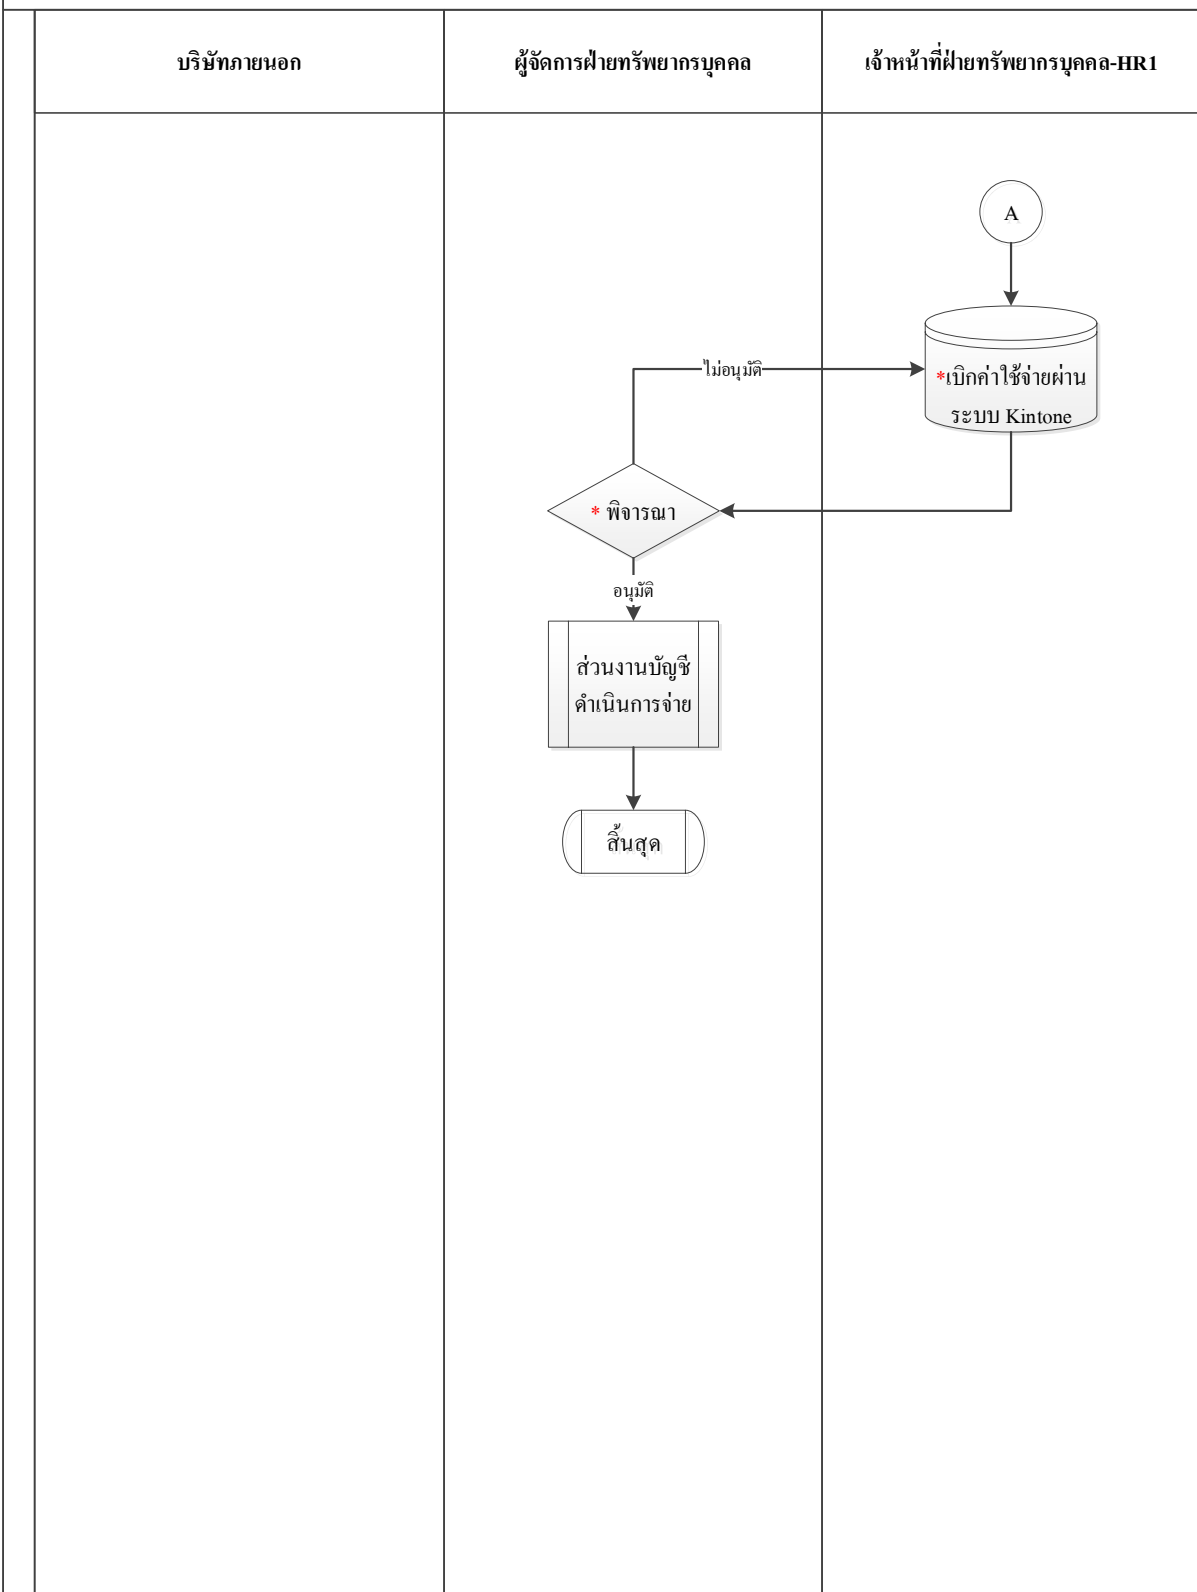 บริษัทภายนอก
ผู้จัดการฝ่ายทรัพยากรบุคคล
เจ้าหน้าที่ฝ่ายทรัพยากรบุคคล-HR1
A
ไม่อนุมัติ
*เบิกค่าใช้จ่ายผ่าน
ระบบ Kintone
* พิจารณา
อนุมัติ
ส่วนงานบัญชี
ดำเนินการจ่าย
สิ้นสุด